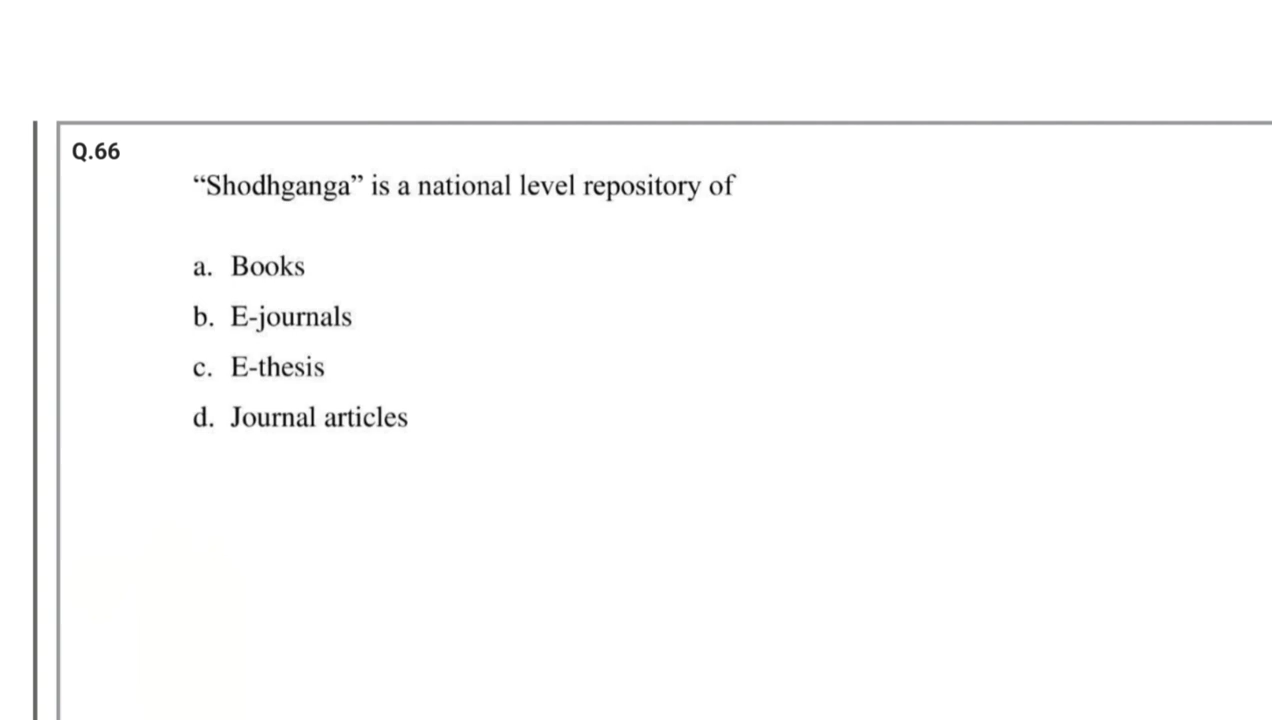 Q.66
“Shodhganga” is a national level repository of
a. Books
b. E-journals
c. E-thesis
d. Journal articles